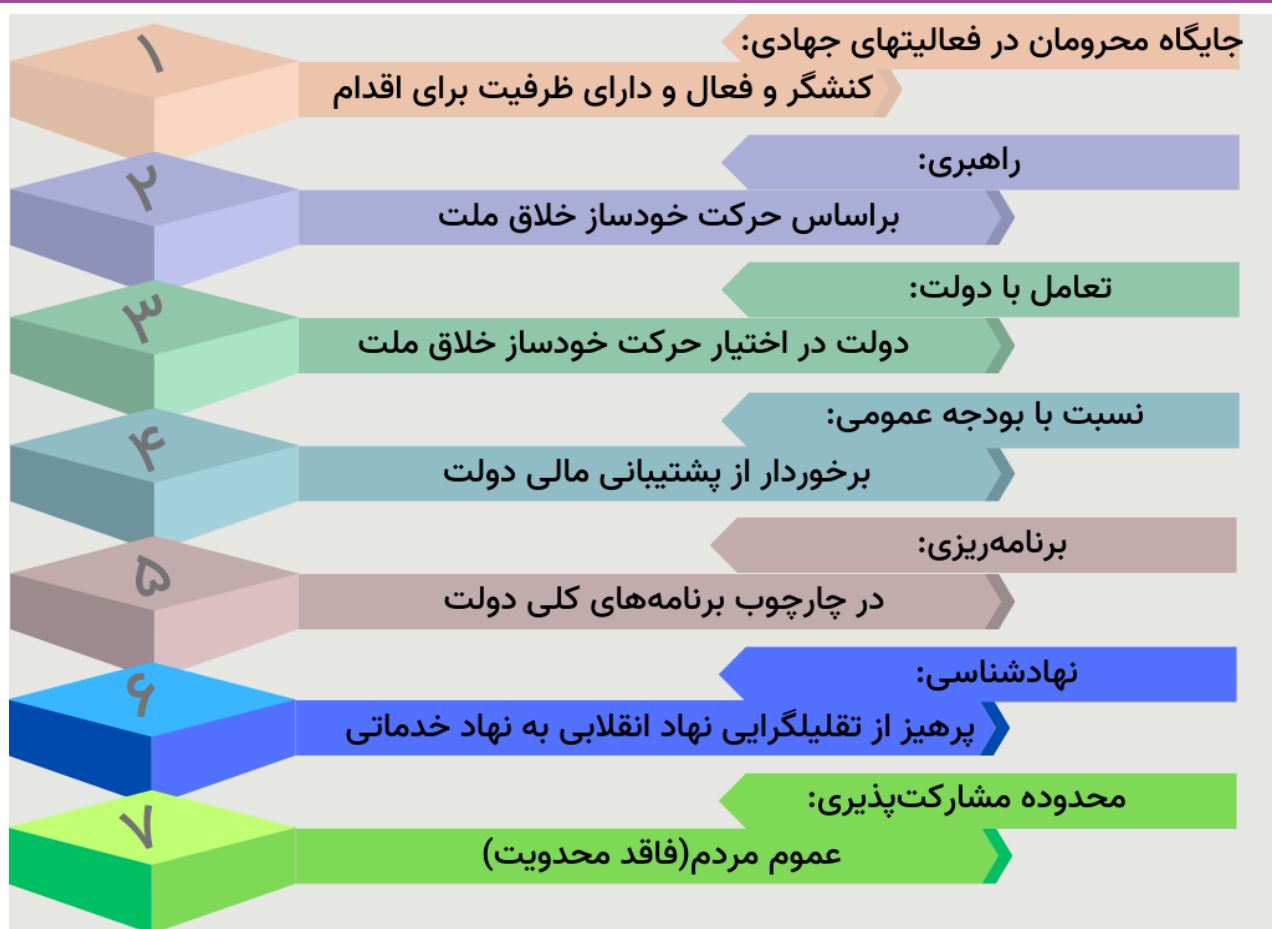 ۱
جایگاه محرومان در فعالیتهای جهادی:
کنشگر و فعال و دارای ظرفیت برای اقدام
۲
راهبری:
براساس حرکت خودساز خلاق ملت
۳
تعامل با دولت:
دولت در اختیار حرکت خودساز خلاق ملت
۴
نسبت با بودجه عمومی:
برخوردار از پشتیبانی مالی دولت
۵
برنامه‌ریزی:
در چارچوب برنامه‌های کلی دولت
۶
نهادشناسی:
پرهیز از تقلیلگرایی نهاد انقلابی به نهاد خدماتی
۷
محدوده مشارکت‌پذیری:
عموم مردم(فاقد محدویت)